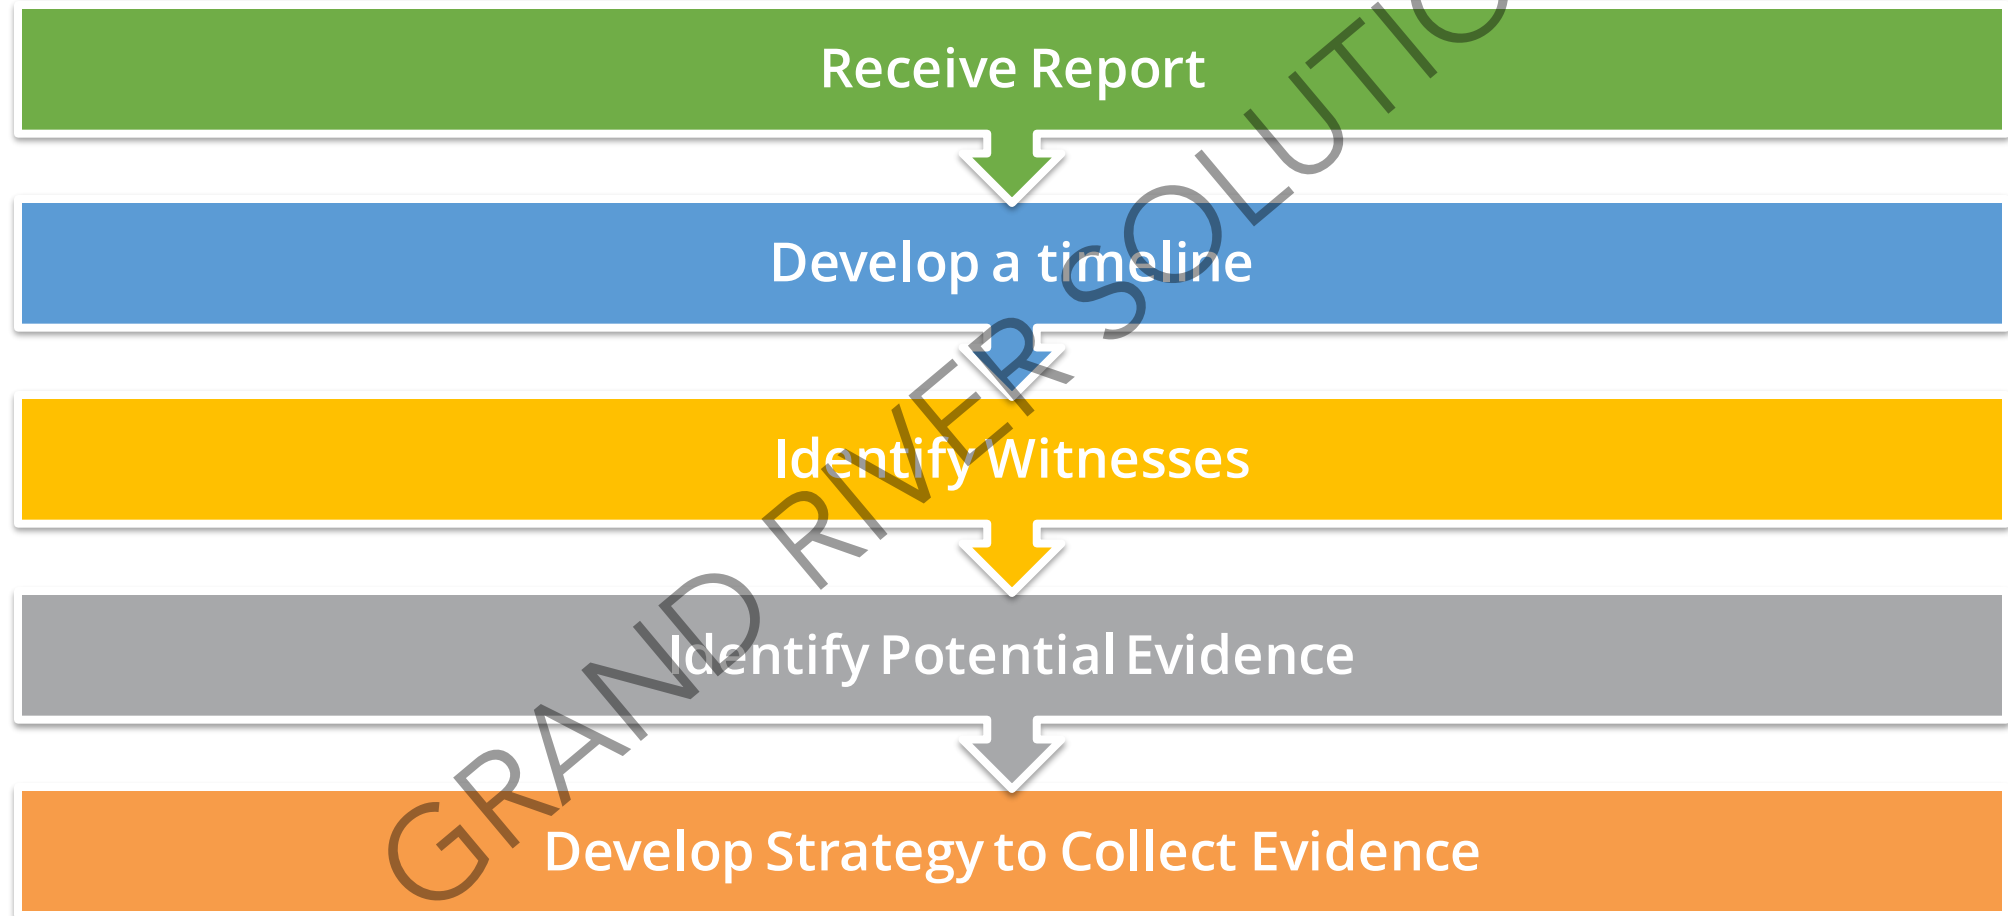 Receive Report
Develop a timeline
Identify Witnesses
Identify Potential Evidence
Develop Strategy to Collect Evidence
GRAND RIVER SOLUTIO